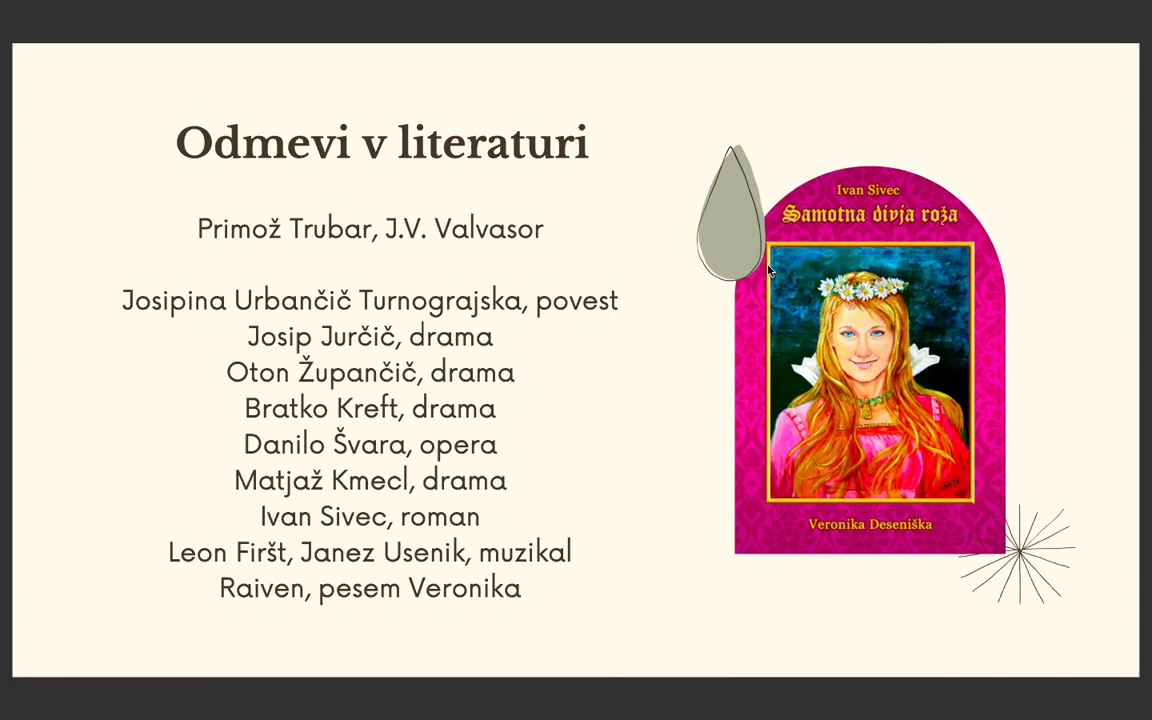 Odmevi v literaturi
Primož Trubar, J.V. Valvasor
Josipina Urbančič Turnograjska, povest
Josip Jurčič, drama
Oton Župančič, drama
Bratko Kreft, drama
Danilo Švara, opera
Matjaž Kmecl, drama
Ivan Sivec, roman
Leon Firšt, Janez Usenik, muzikal
Raiven, pesem Veronika
Ivan Sivec
Samotna divja roža
Veronika Deseniška